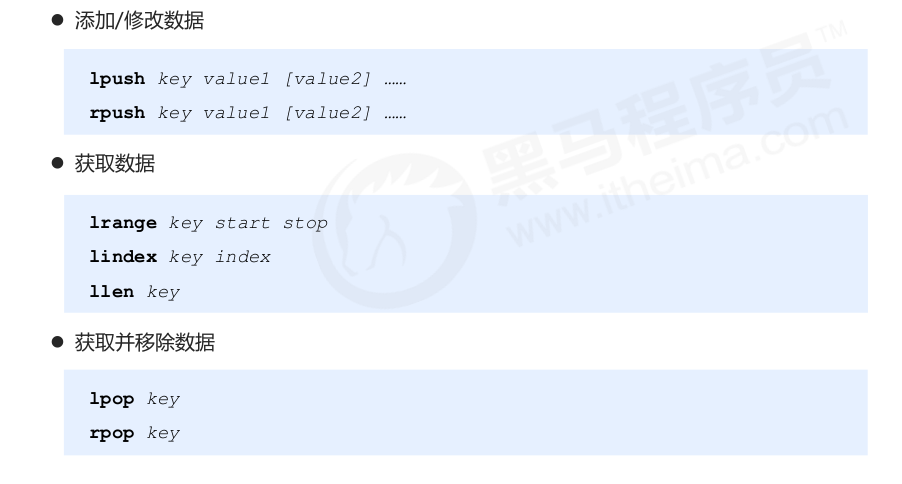 ● 添加/修改数据
lpush key value1 [value2] ……
rpush key value1 [value2] ……
● 获取数据
lrange key start stop
lindex key index
llen key
● 获取并移除数据
lpop key
rpop key
黑马程序员™
www.itheima.com